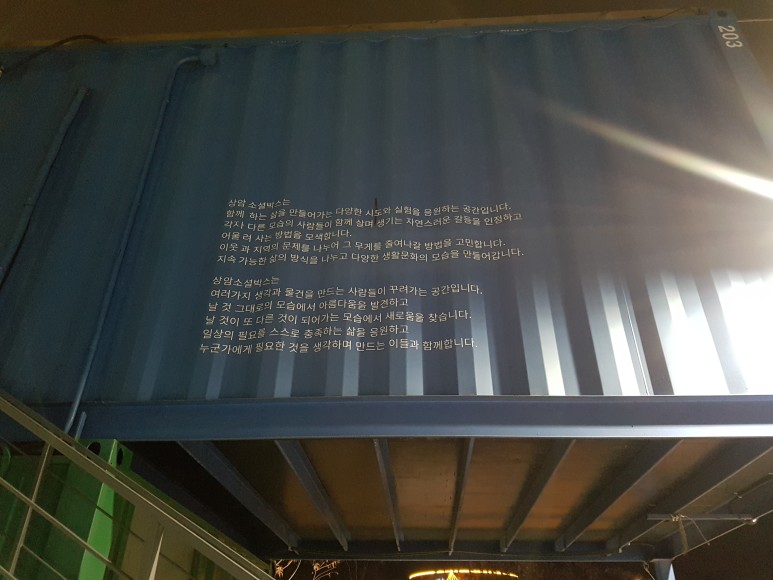 203
상암 소셜박스는
함께 하는 삶을 만들어가는 다양한 시도와 실험을 응원하는 공간입니다.
각자 다른 모습의 사람들이 함께 살며 생기는 자연스러운 갈등을 인정하고
어울 려 사는 방법을 모색합니다.
이웃 과 지역의 문제를 나누어 그 무게를 줄여나갈 방법을 고민합니다.
지속 가능한 삶의 방식을 나누고 다양한 생활문화의 모습을 만들어갑니다.
상암소셜박스는
여러가지 생각과 물건을 만드는 사람들이 꾸려가는 공간입니다.
날 것 그대로의 모습에서 아름다움을 발견하고
날 것이 또 다른 것이 되어가는 모습에서 새로움을 찾습니다.
일상의 필요를 스스로 충족하는 삶을 응원하고
누군가에게 필요한 것을 생각하며 만드는 이들과 함께합니다.